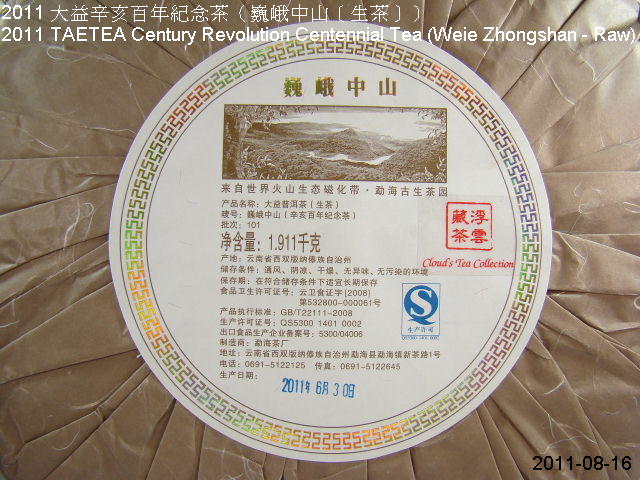 2011 大益辛亥百年紀念茶（巍峨中山〔生茶〕）
2011 TAETEA Century Revolution Centennial Tea (Weie Zhongshan - Raw)
巍峨中山
来自世界火山生态磁化带·勐海古生茶园
产品名称：大益普洱茶（生茶）
唛号：巍峨中山（辛亥百年纪念茶）
批次：101
净含量：1.911千克
产地：云南省西双版纳傣族自治州
储存条件：通风、阴凉、干燥、无异味、无污染的环境
保存期：在符合储存条件下适宜长期保存
食品卫生许可证号：云卫食证字[2008]
第532800-000061号
产品执行标准：GB/T22111-2008
生产许可证号：QS5300 1401 0002
出口食品生产企业备案号：5300/04006
制造商：勐海茶厂
地址：云南省西双版纳傣族自治州勐海县勐海镇新茶路1号
电话：0691-5122125 传真：0691-5122645
生产日期：
2011年6月30日
浮雲
藏茶
Cloud's Tea Collection
QS
生产许可
QS5300 1401 0002
2011-08-16